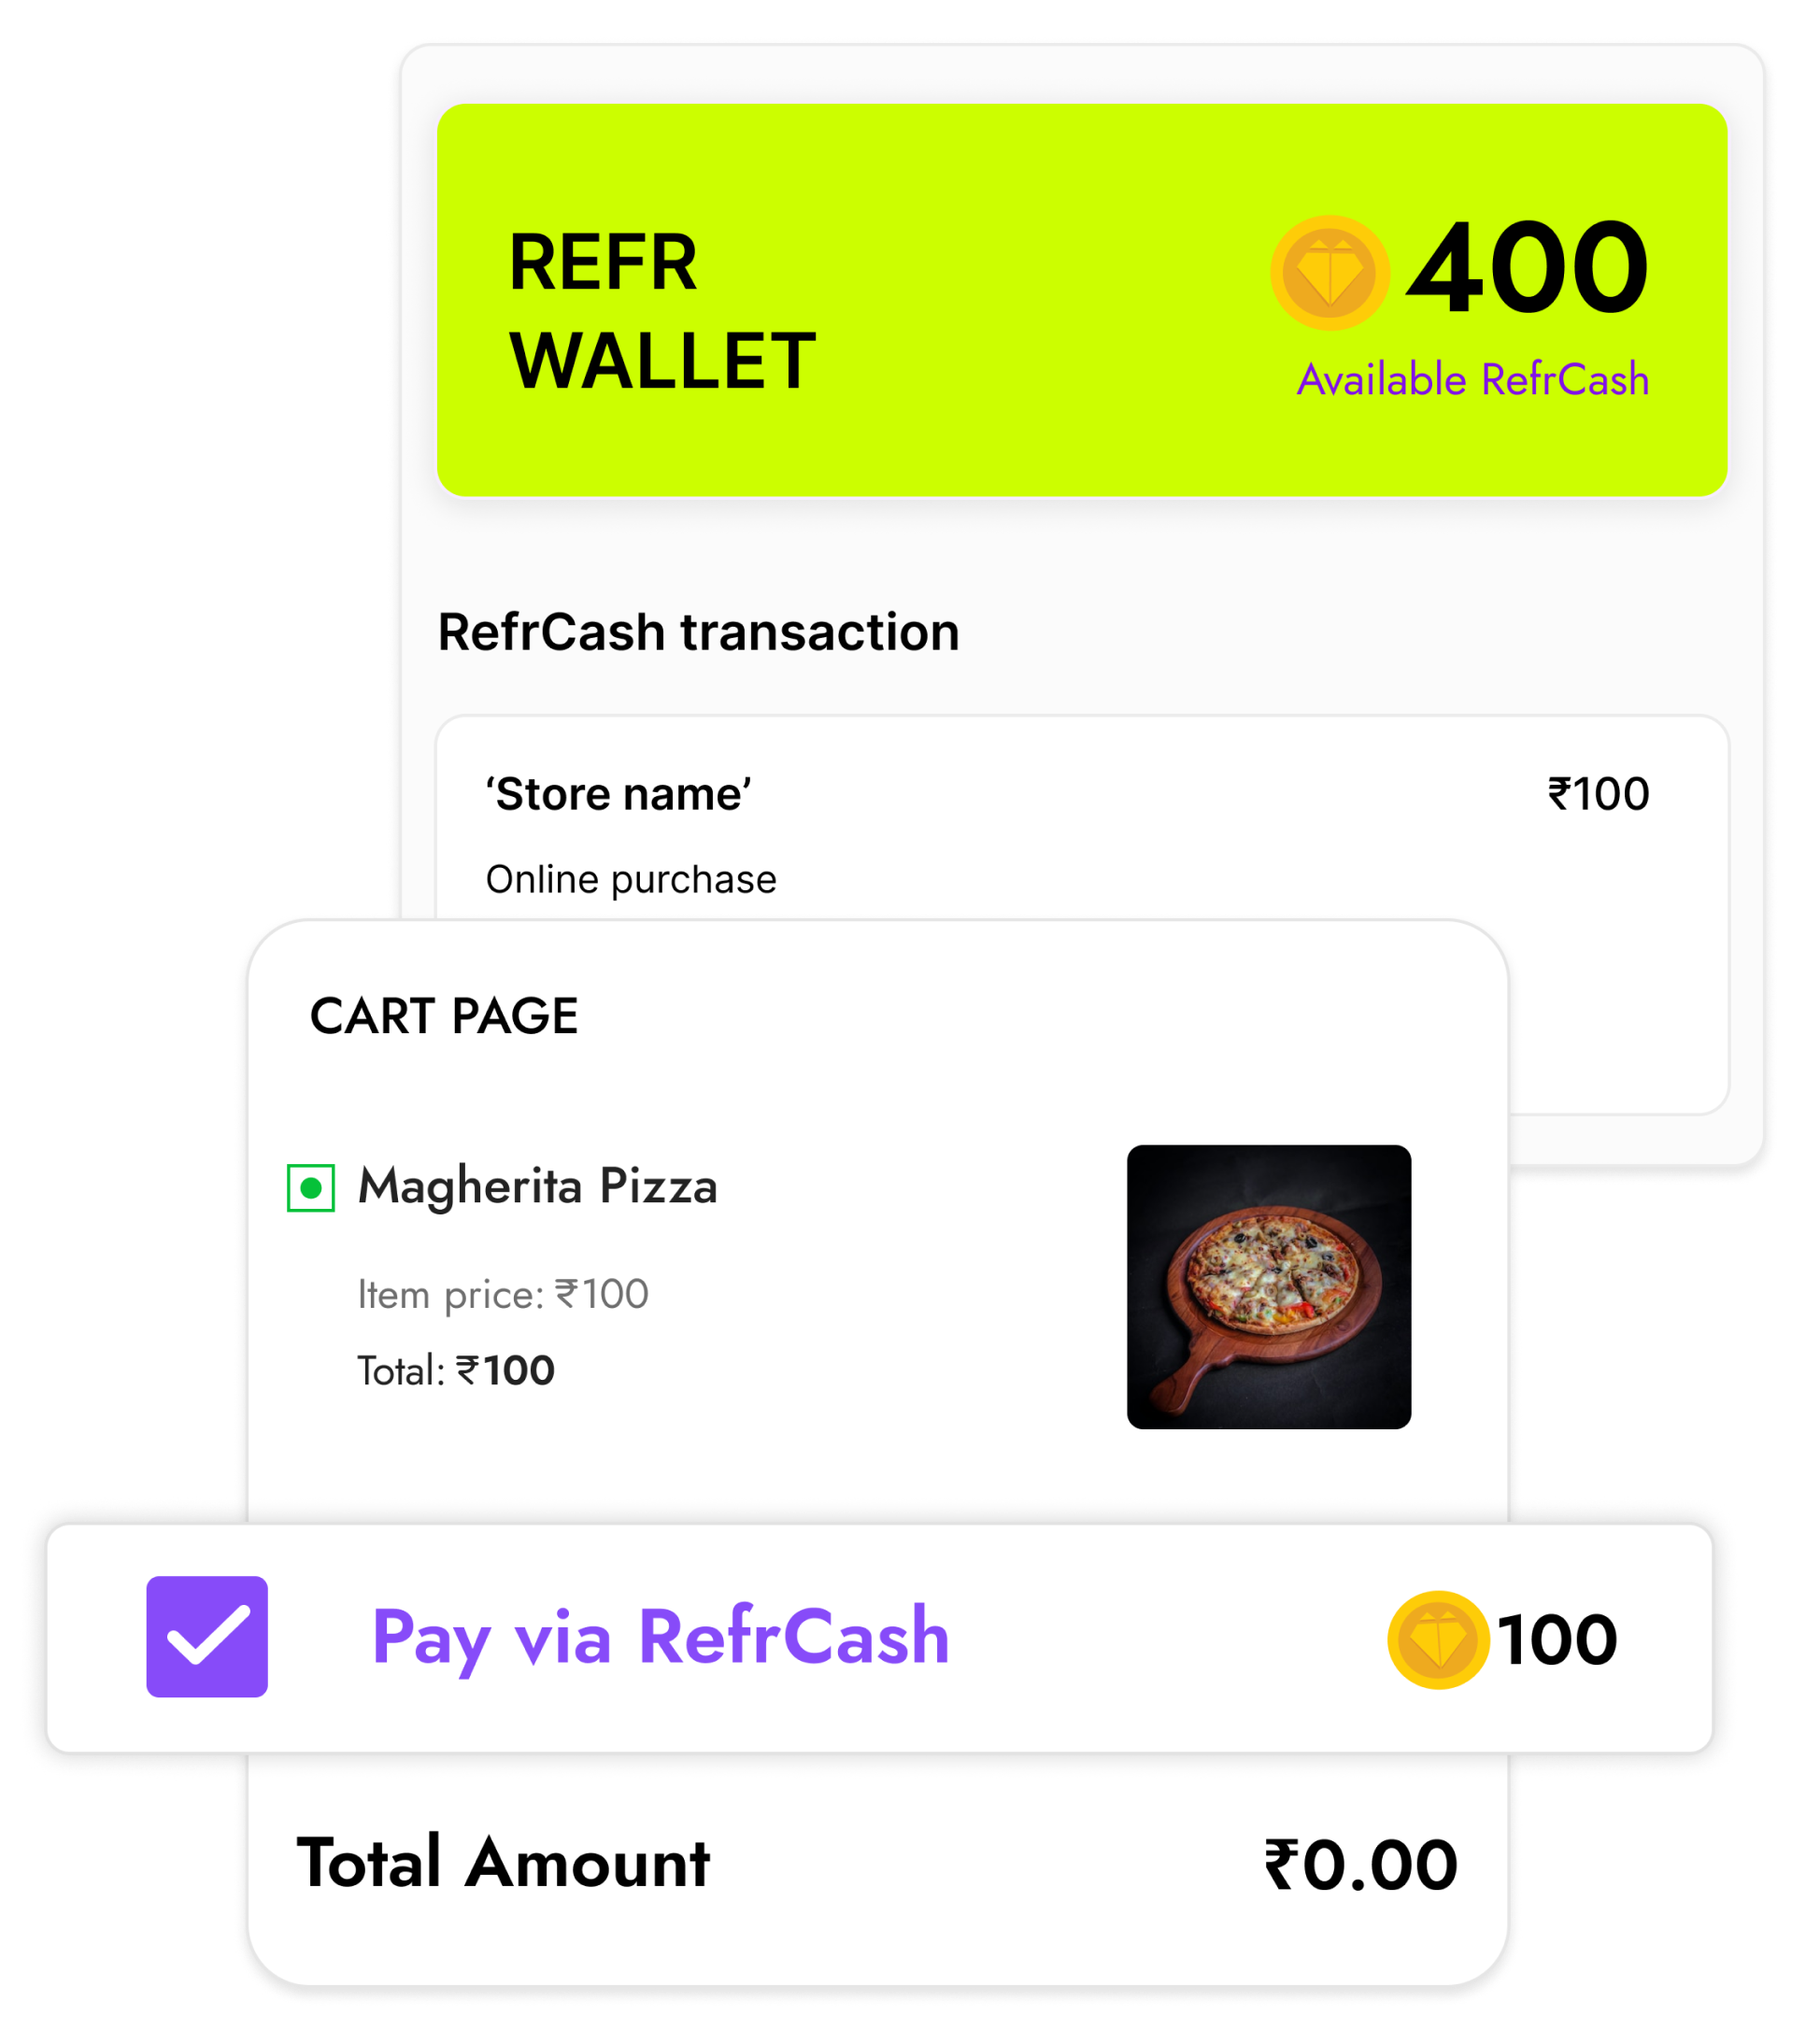 REFR
WALLET
400
Available RefrCash
RefrCash transaction
‘Store name’ ₹100
Online purchase
CART PAGE
Magherita Pizza
Item price: ₹100
Total: ₹100
Pay via RefrCash 100
Total Amount ₹0.00